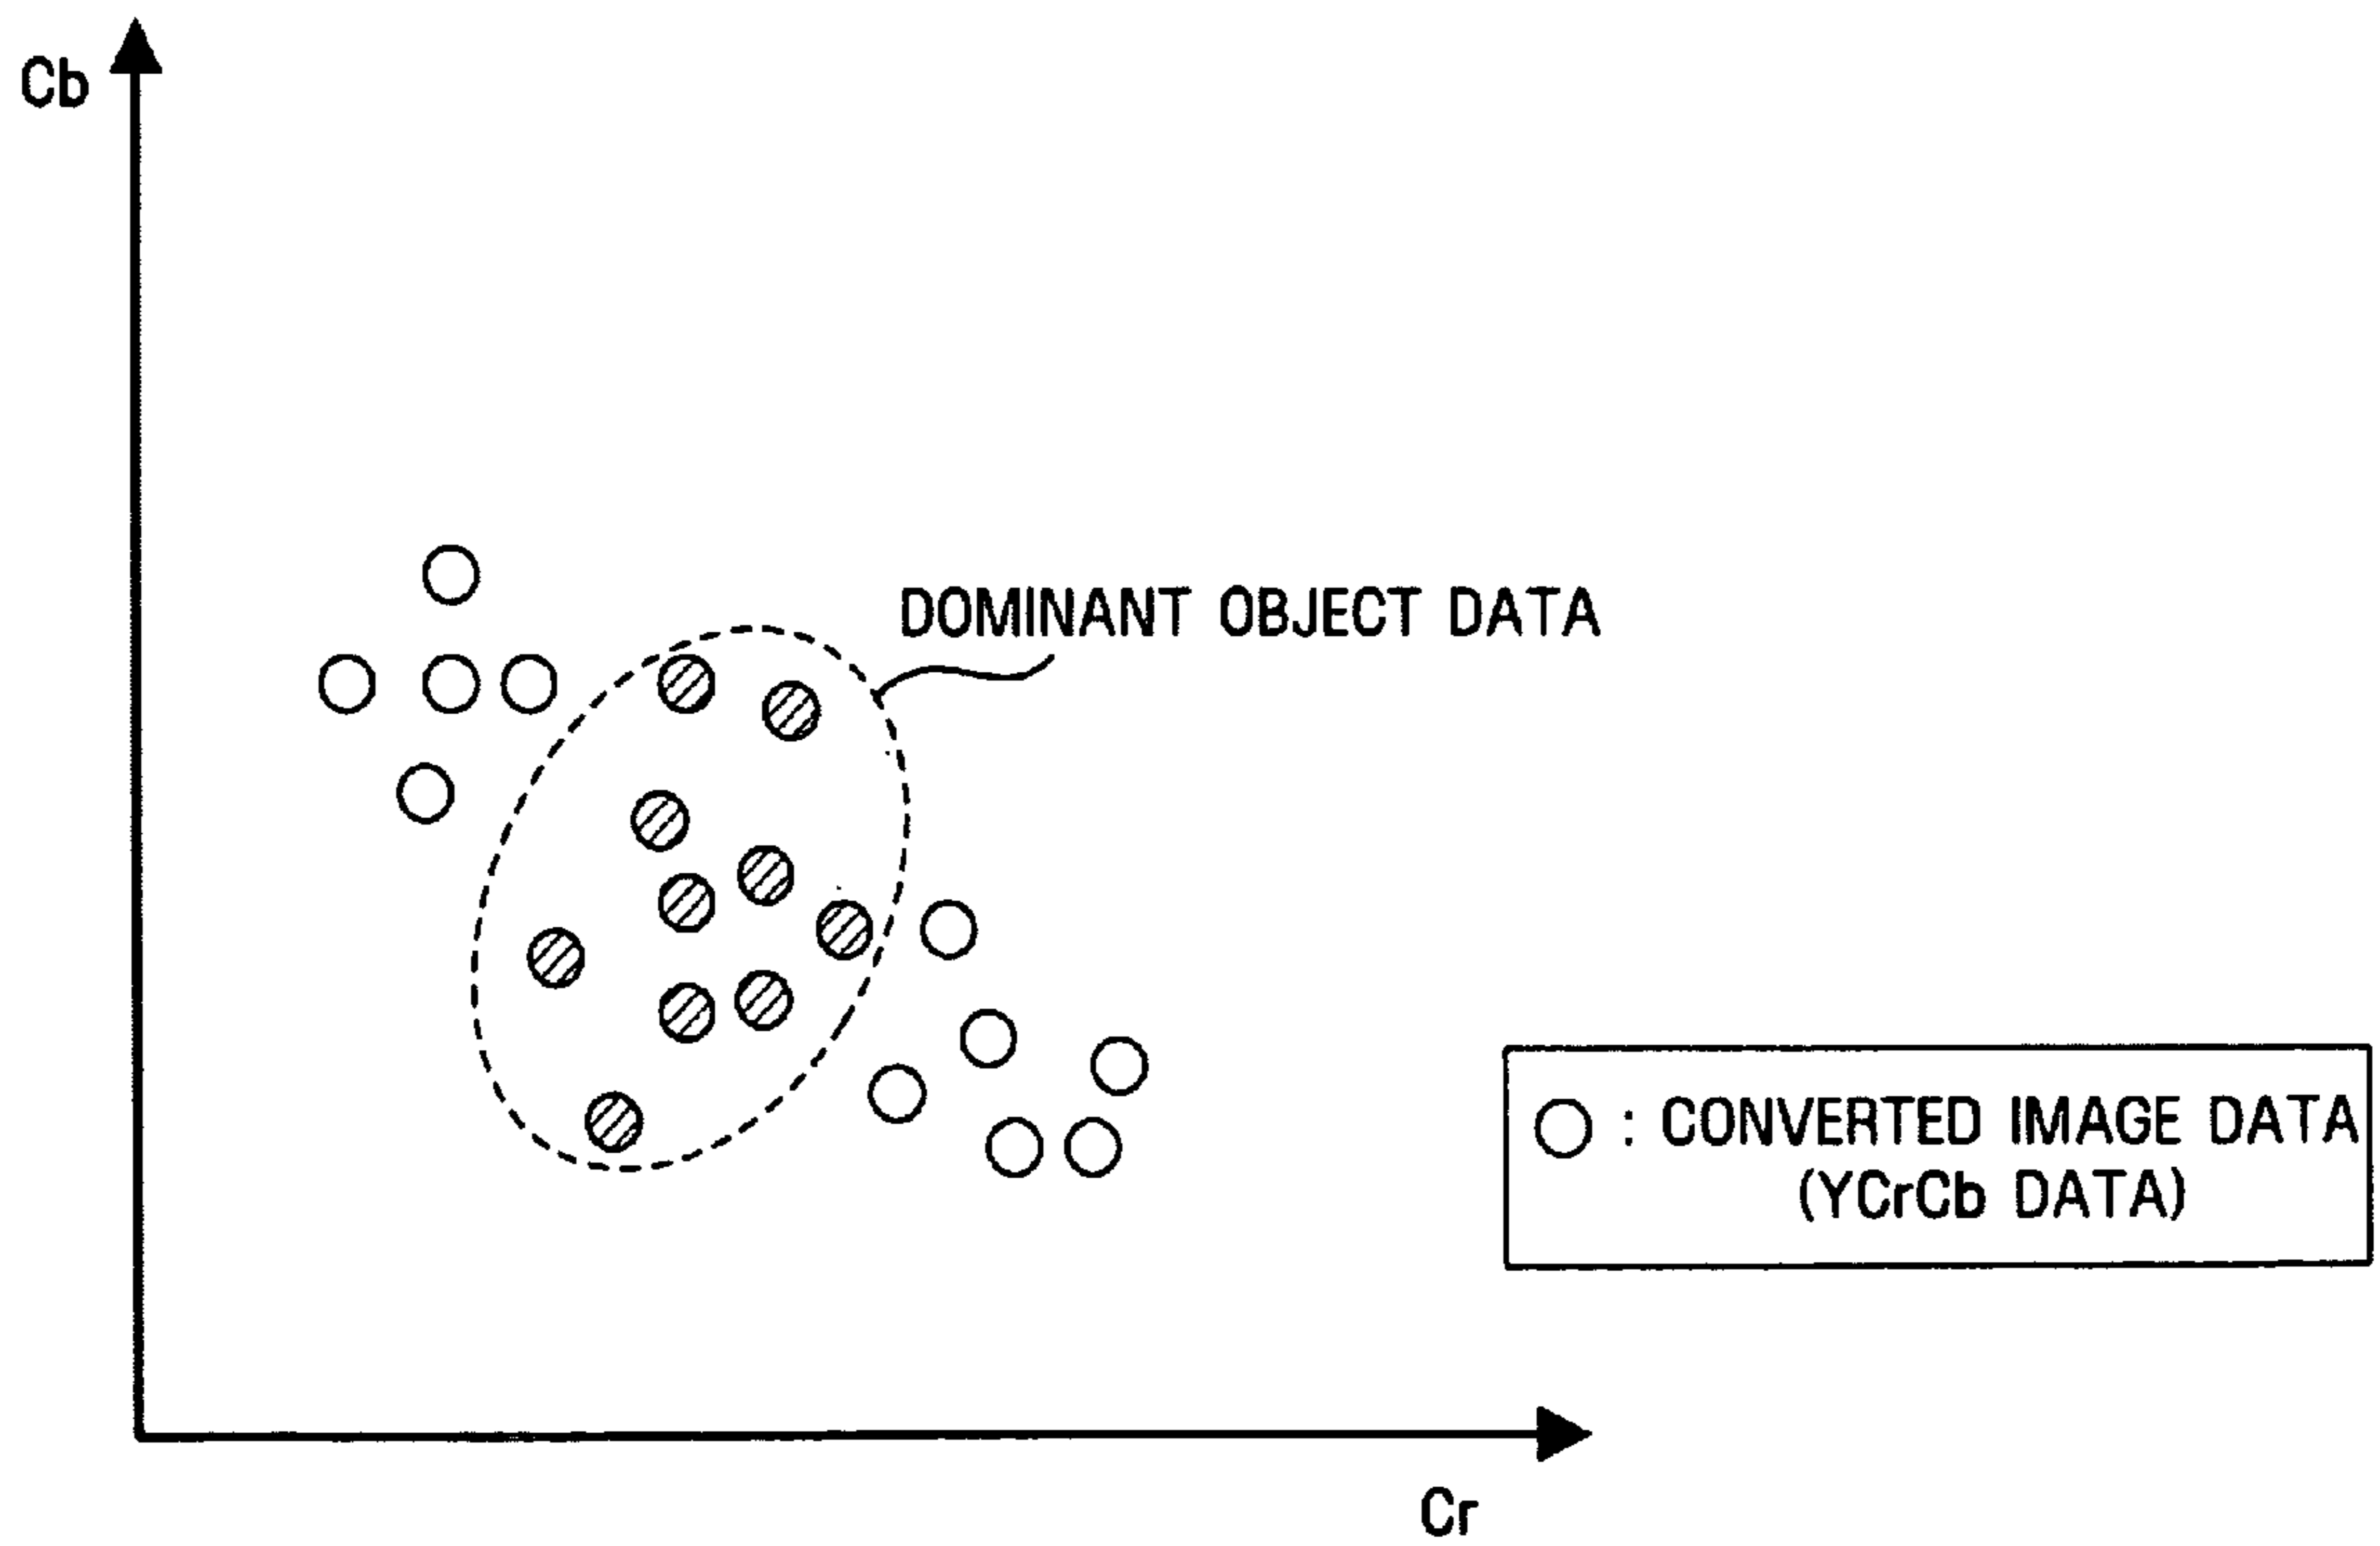 Cb
DOMINANT OBJECT DATA
: CONVERTED IMAGE DATA
(YCrCb DATA)
Cr